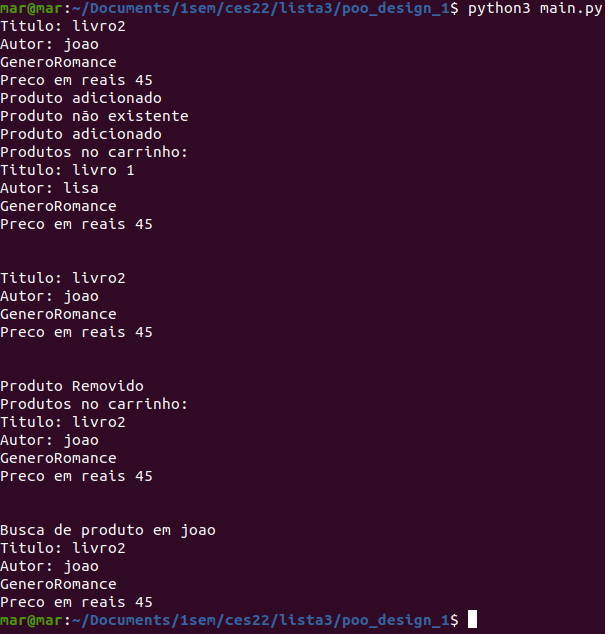 mar@mar:~/Documents/1sem/ces22/lista3/poo_design_1$ python3 main.py
Titulo: livro2
Autor: joao
GeneroRomance
Preco em reais 45
Produto adicionado
Produto não existente
Produto adicionado
Produtos no carrinho:
Titulo: livro 1
Autor: lisa
GeneroRomance
Preco em reais 45
Titulo: livro2
Autor: joao
GeneroRomance
Preco em reais 45
Produto Removido
Produtos no carrinho:
Titulo: livro2
Autor: joao
GeneroRomance
Preco em reais 45
Busca de produto em joao
Titulo: livro2
Autor: joao
GeneroRomance
Preco em reais 45
mar@mar:~/Documents/1sem/ces22/lista3/poo_design_1$